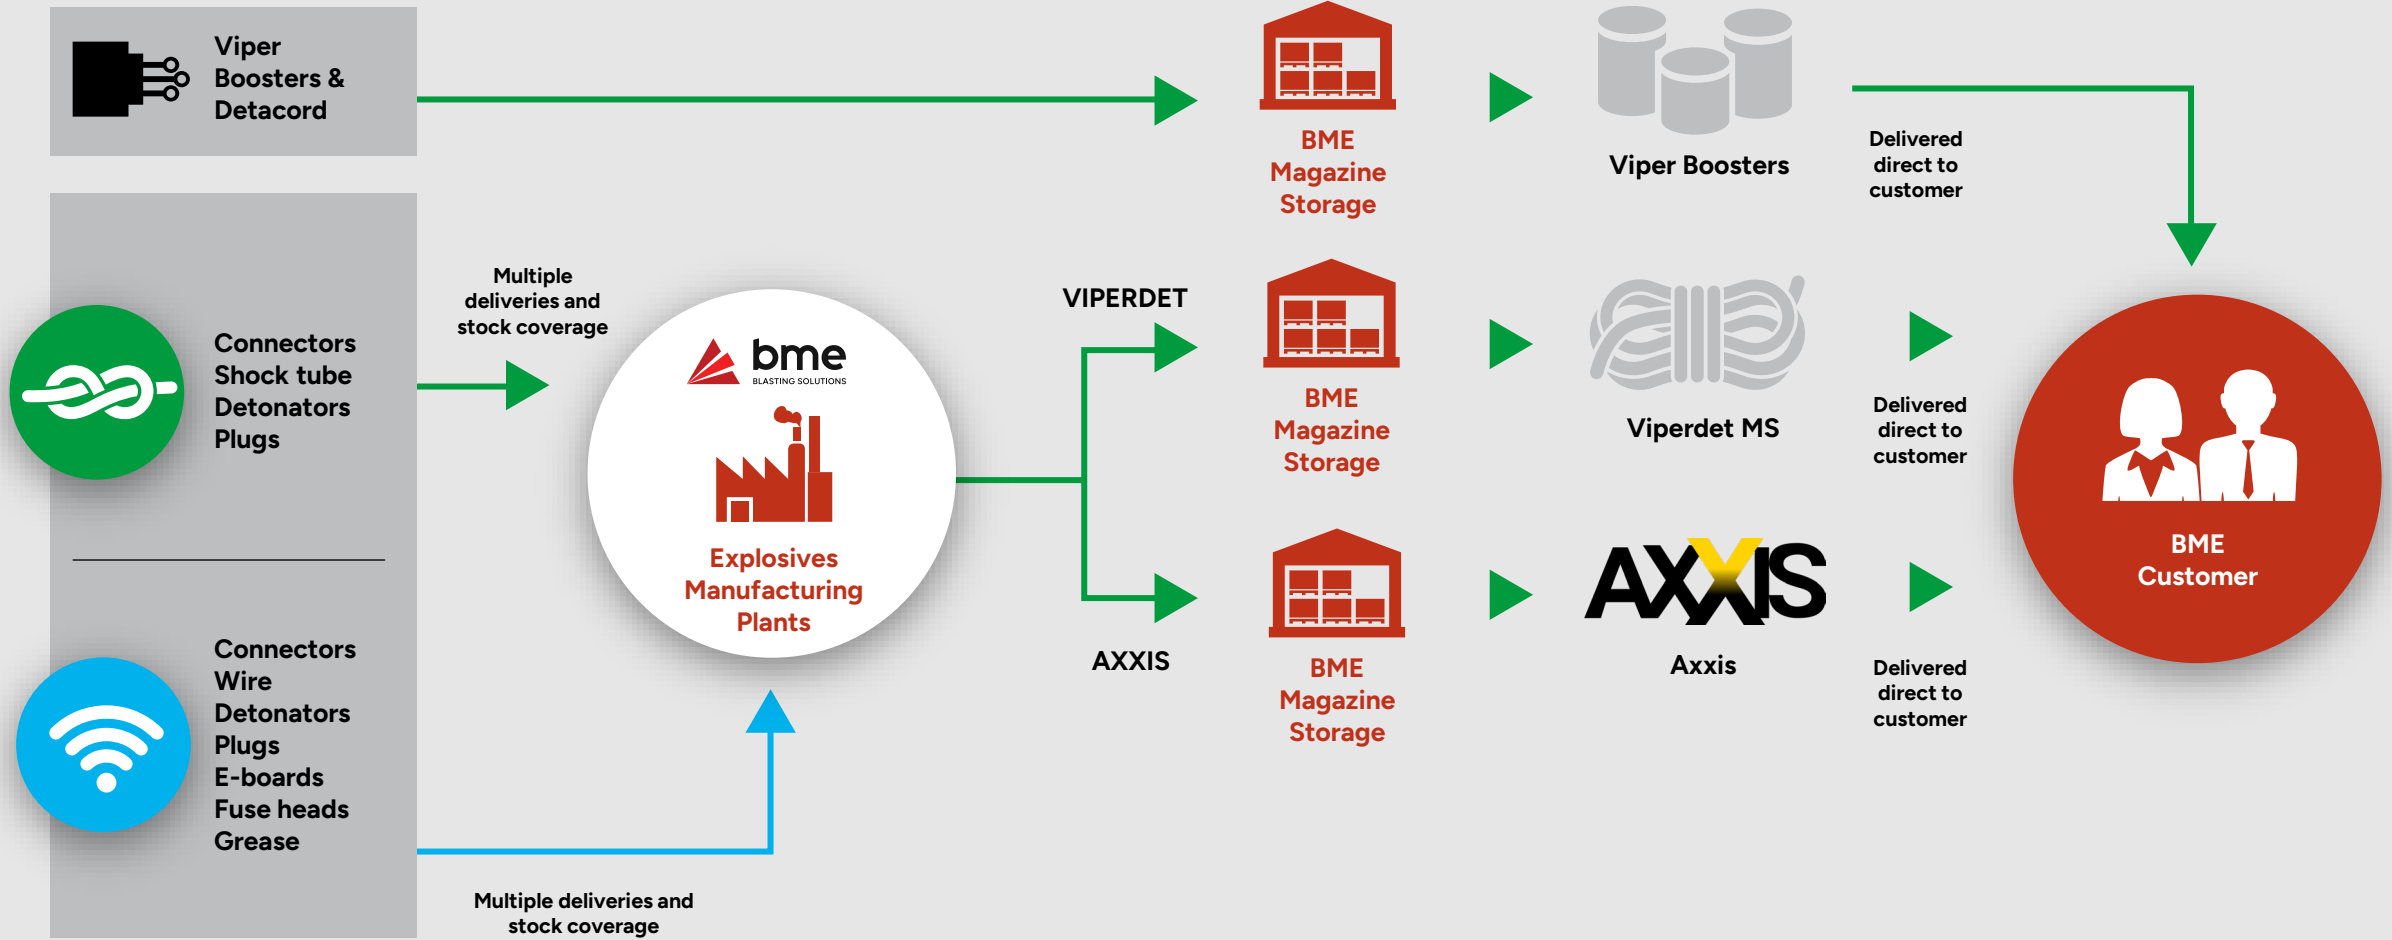 Viper
Boosters &
Detacord
BME
Magazine
Storage
Viper Boosters
Delivered
direct to
customer
Connectors
Shock tube
Detonators
Plugs
Multiple
deliveries and
stock coverage
bme
BLASTING SOLUTIONS
Explosives
Manufacturing
Plants
VIPERDET
BME
Magazine
Storage
Viperdet MS
Delivered
direct to
customer
BME
Customer
Connectors
Wire
Detonators
Plugs
E-boards
Fuse heads
Grease
Multiple deliveries and
stock coverage
AXXIS
BME
Magazine
Storage
AXXIS
Axxis
Delivered
direct to
customer